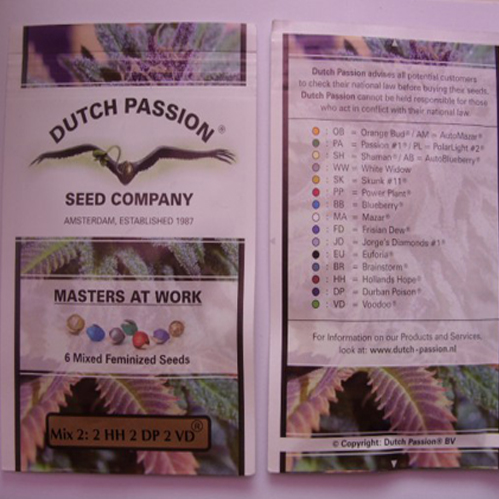 DUTCH PASSION®
SEED COMPANY
AMSTERDAM, ESTABLISHED 1987
MASTERS AT WORK
6 Mixed Feminized Seeds
Mix 2: 2 HH 2 DP 2 VD®
Dutch Passion advises all potential customers
to check their national law before buying their seeds.
Dutch Passion cannot be held responsible for those
who act in conflict with their national law.
: OB = Orange Bud® / AM = AutoMazar®
: PA = Passion #1® / PL = PolarLight #2®
: SH = Shaman® / AB = AutoBlueberry®
: WW = White Widow
: SK = Skunk #11®
: PP = Power Plant®
: BB = Blueberry®
: MA = Mazar®
: FD = Frisian Dew®
: JD = Jorge's Diamonds #1®
: EU = Euforia®
: BR = Brainstorm®
: HH = Hollands Hope®
: DP = Durban Poison®
: VD = Voodoo®
For Information on our Products and Services,
look at: www.dutch-passion.nl
© Copyright: Dutch Passion® BV